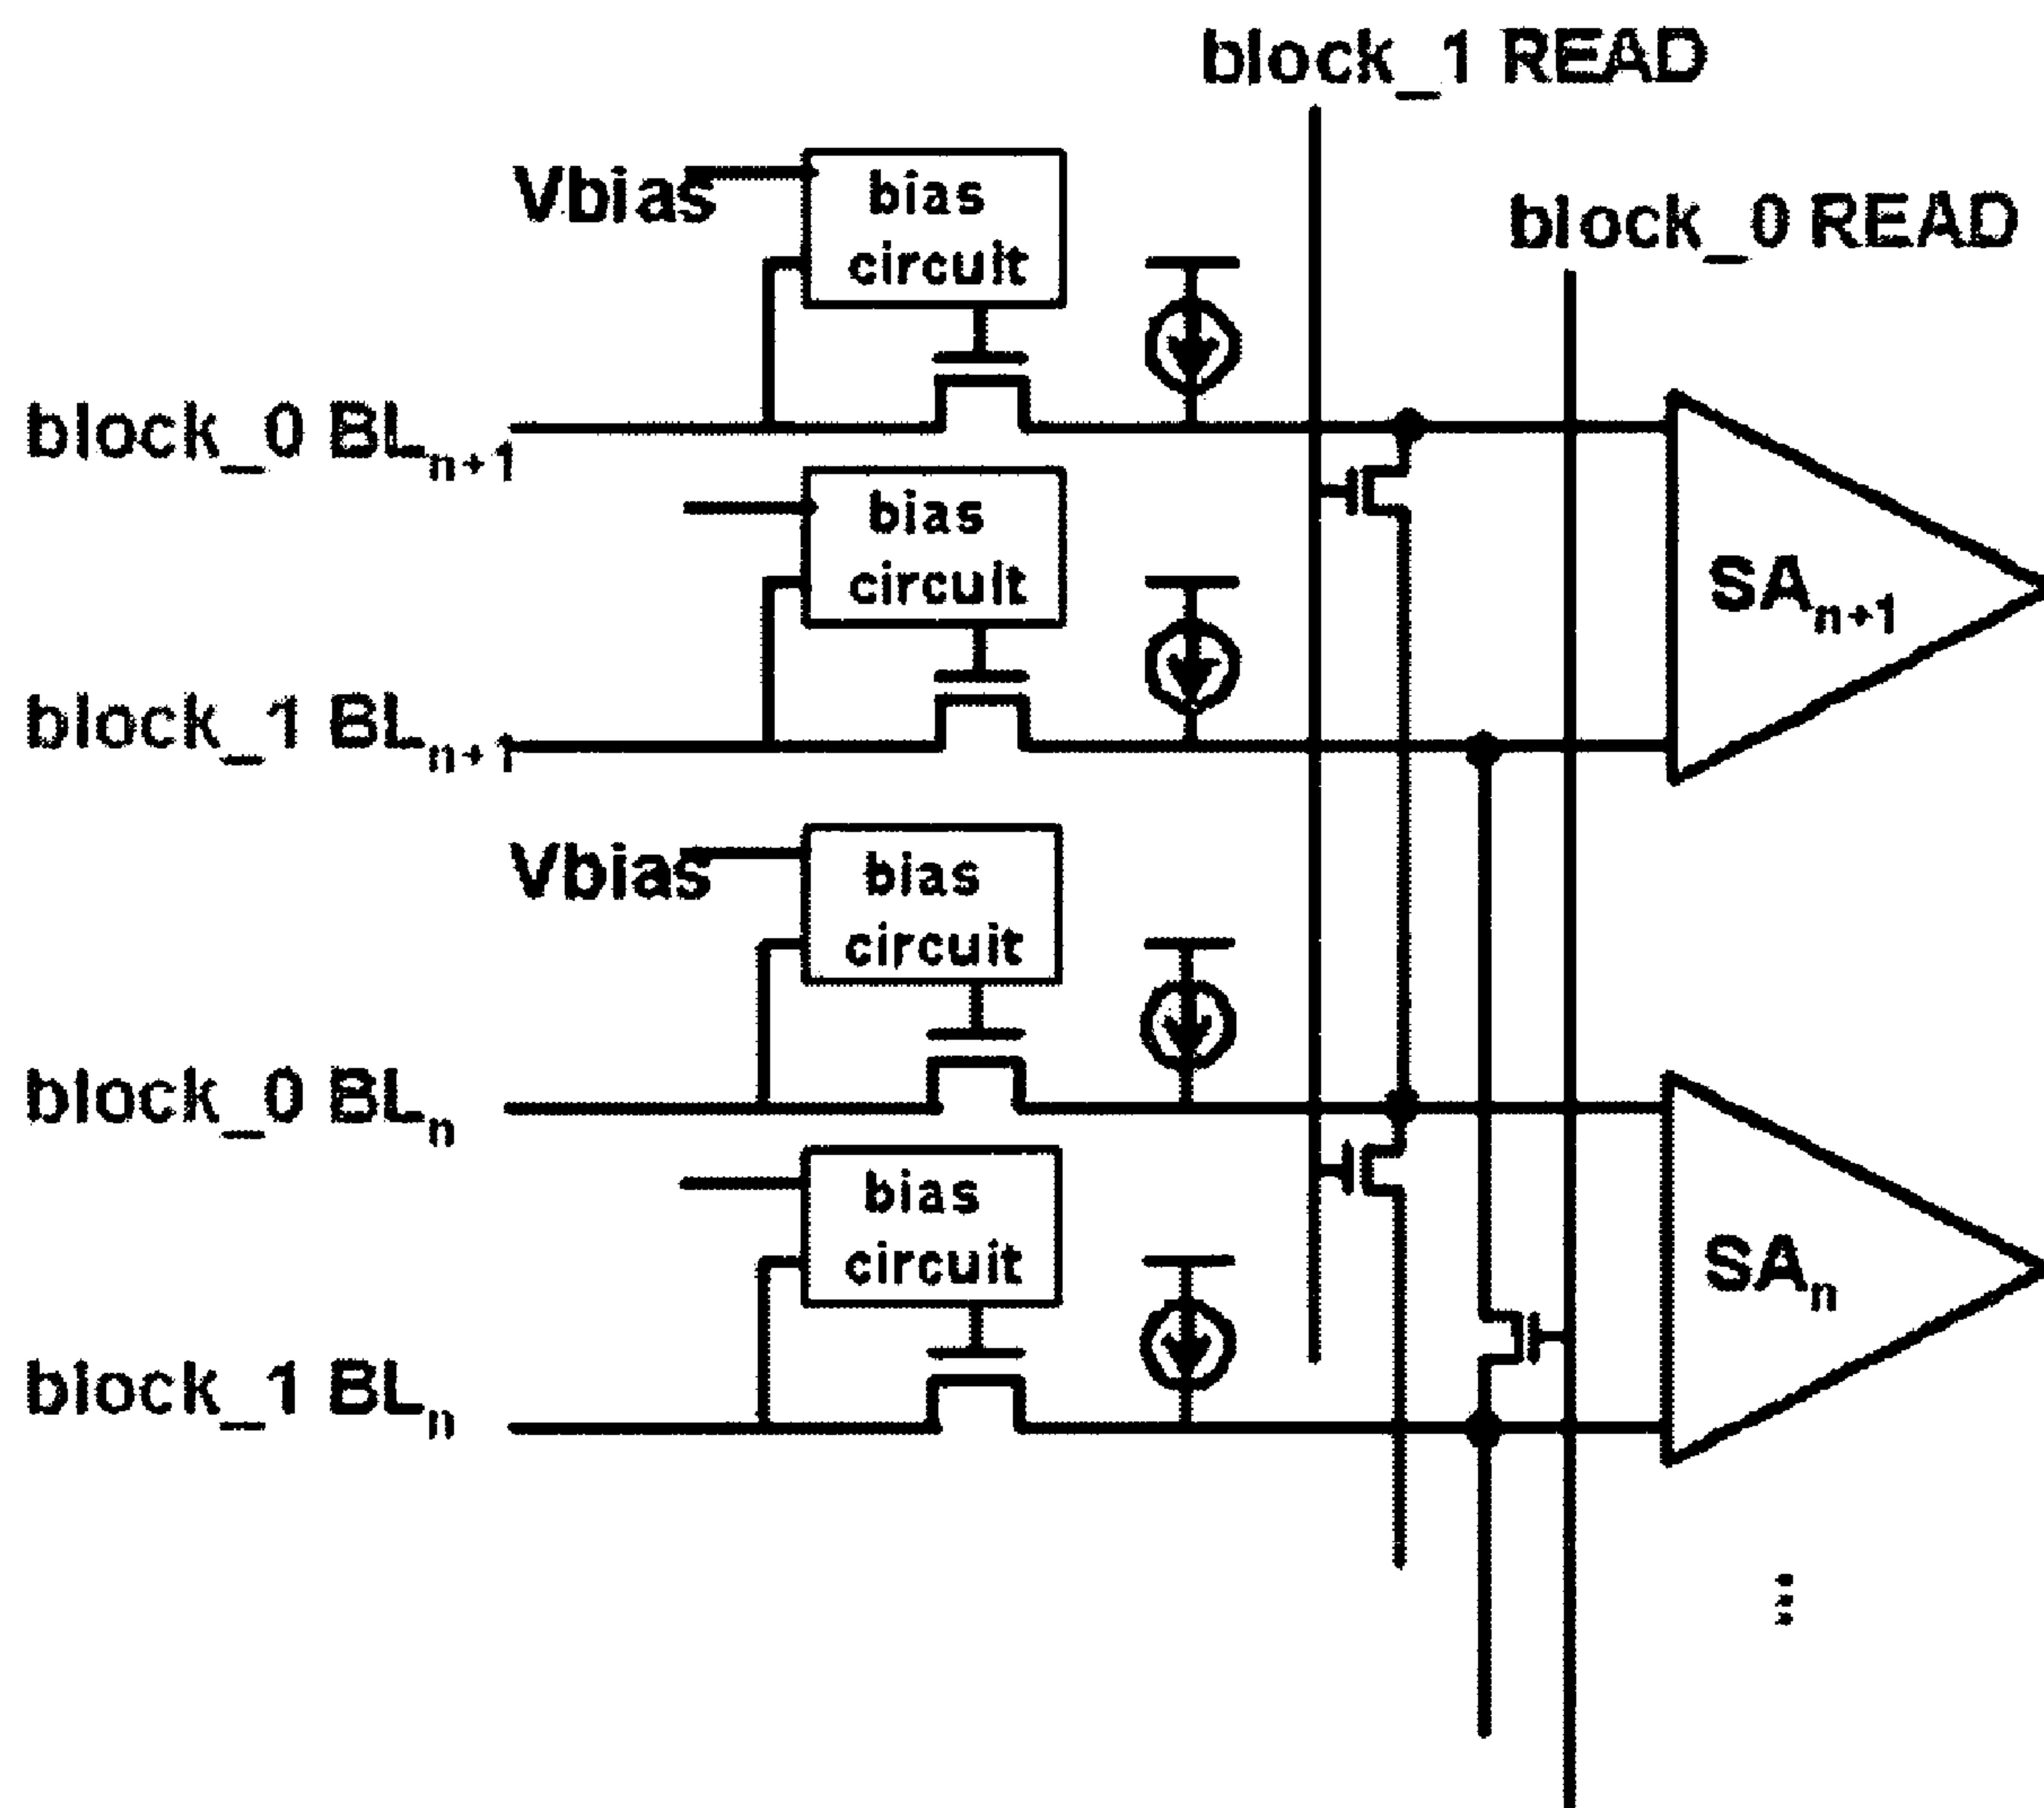 block_1 READ
Vbias
bias
circuit
block_0 READ
block_0 BLn+1
bias
circuit
SAn+1
block_1 BLn+1
Vbias
bias
circuit
block_0 BLn
bias
circuit
SAn
block_1 BLn
...